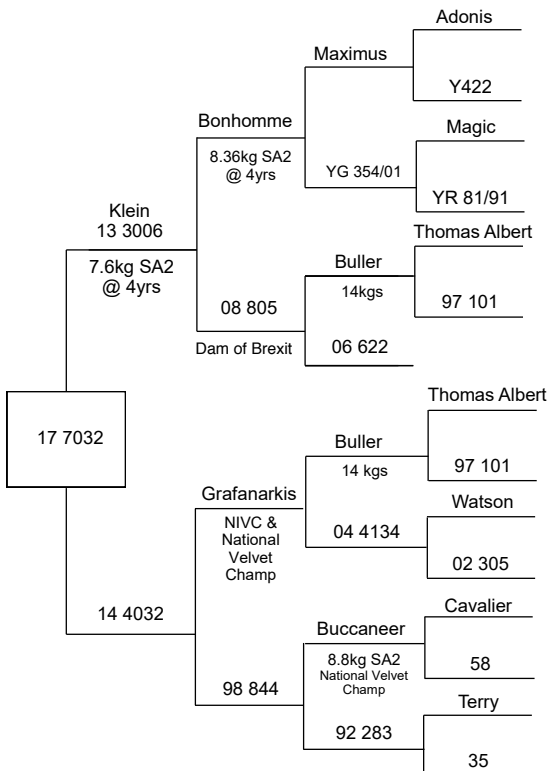 Adonis
Maximus
Y422
Bonhomme
Magic
8.36kg SA2
@ 4yrs
YG 354/01
YR 81/91
Klein
13 3006
7.6kg SA2
@ 4yrs
Thomas Albert
Buller
14kgs
97 101
08 805
Dam of Brexit
06 622
17 7032
Thomas Albert
Buller
14 kgs
97 101
Grafanarkis
NIVC &
National
Velvet
Champ
Watson
04 4134
02 305
14 4032
Cavalier
Buccaneer
8.8kg SA2
National Velvet
Champ
58
98 844
Terry
92 283
35